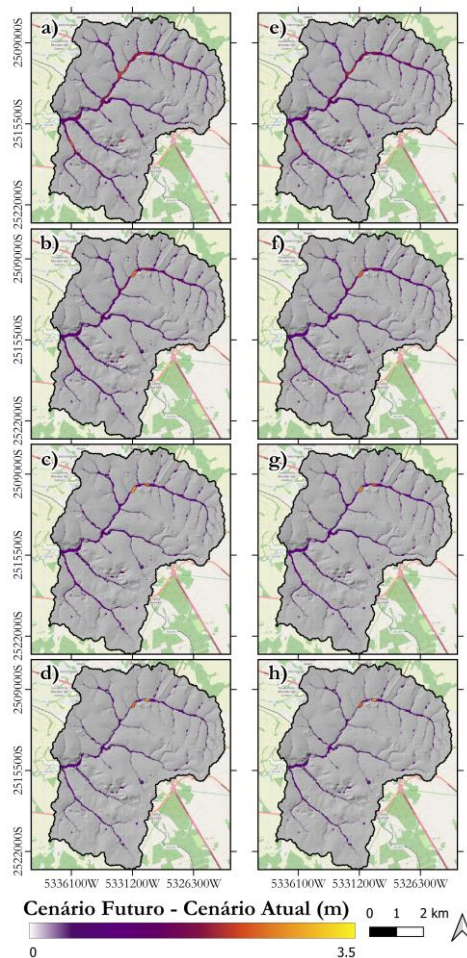 a)
e)
2509000S
2515500S
2522000S
b)
f)
2509000S
2515500S
2522000S
c)
g)
2509000S
2515500S
2522000S
d)
h)
2509000S
2515500S
2522000S
5336100W 5331200W 5326300W 5336100W 5331200W 5326300W
Cenário Futuro - Cenário Atual (m)
0 1 2 km
0 3.5